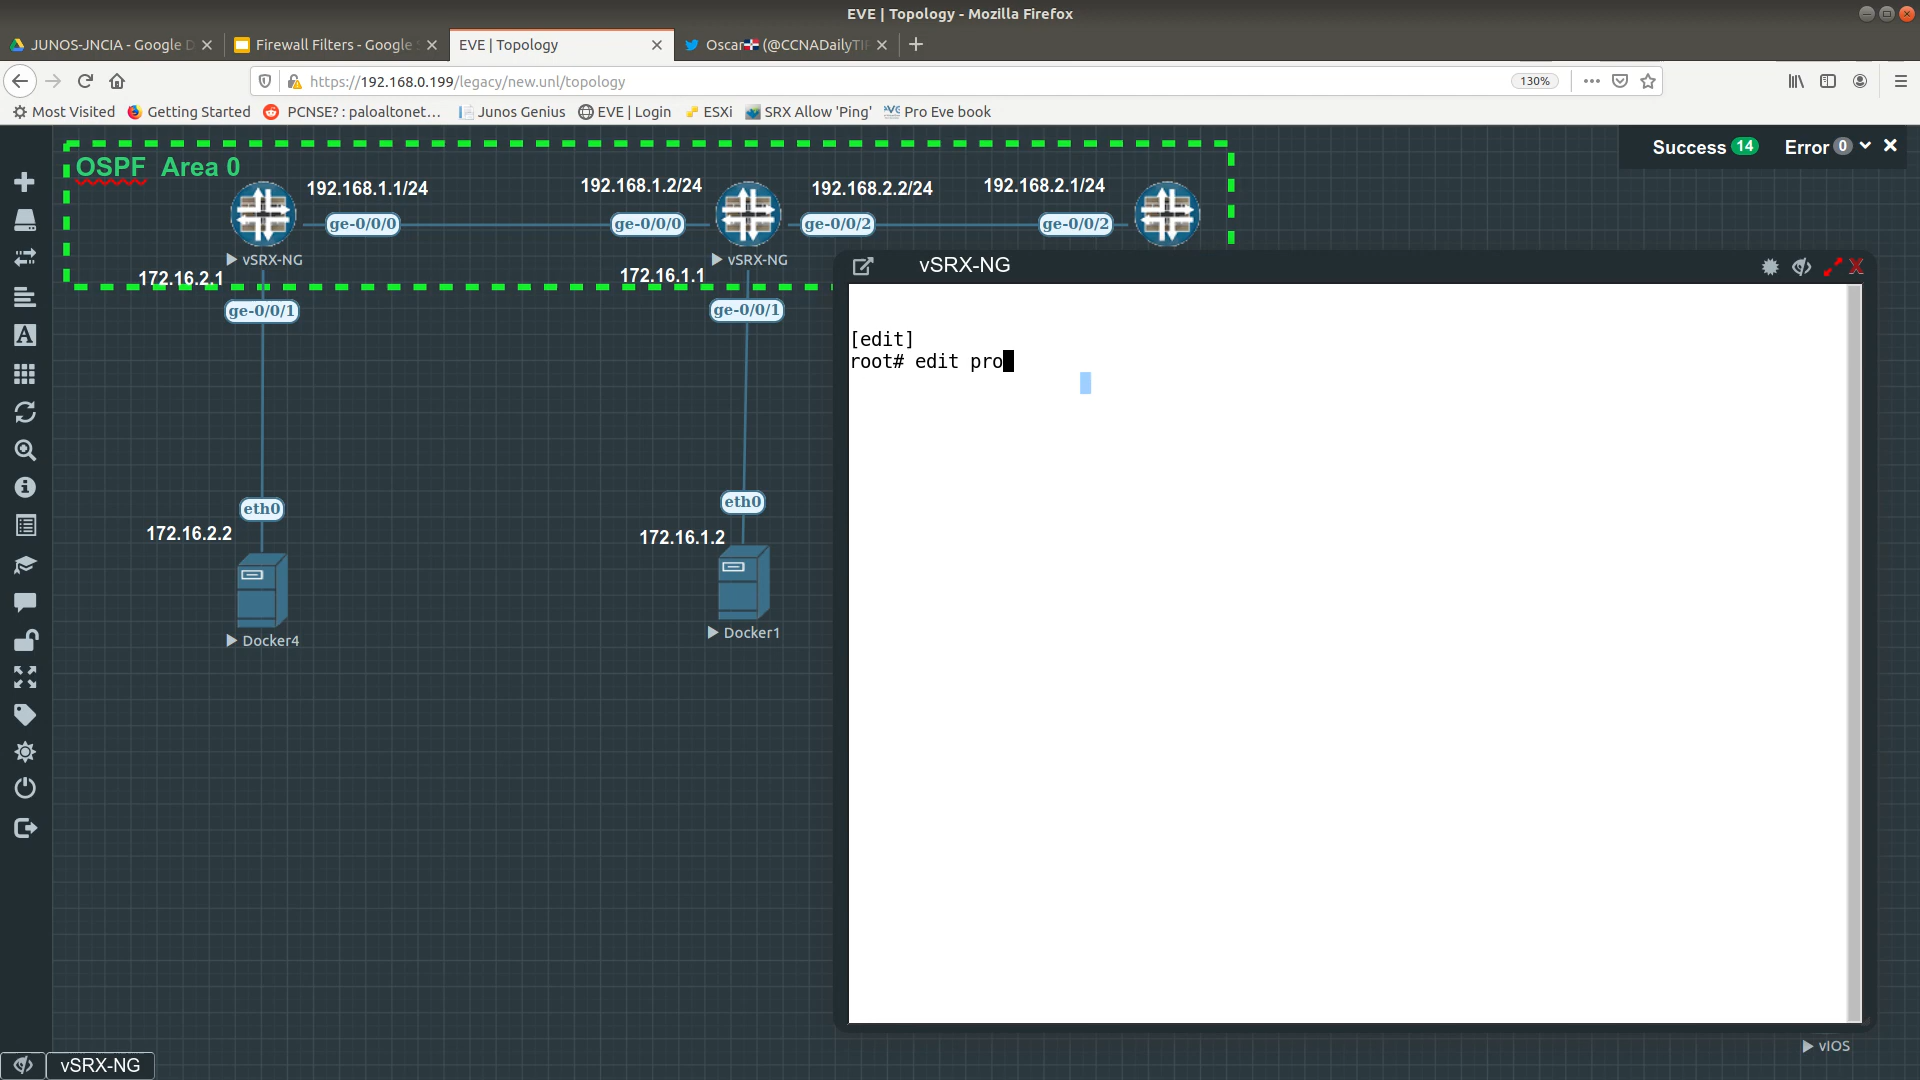 EVE | Topology - Mozilla Firefox
JUNOS-JNCIA - Google D
Firewall Filters - Google
EVE | Topology
Oscar (@CCNADailyTIP
https://192.168.0.199/legacy/new.unl/topology
130%
Most Visited
Getting Started
PCNSE? : paloaltonet…
Junos Genius
EVE | Login
ESXi
SRX Allow 'Ping'
Pro Eve book
Success 14
Error 0
OSPF Area 0
192.168.1.1/24
192.168.1.2/24
192.168.2.2/24
192.168.2.1/24
ge-0/0/0
ge-0/0/0
ge-0/0/2
ge-0/0/2
vSRX-NG
vSRX-NG
172.16.2.1
172.16.1.1
ge-0/0/1
ge-0/0/1
vSRX-NG
X
[edit]
root# edit pro
eth0
eth0
172.16.2.2
172.16.1.2
Docker4
Docker1
vIOS
vSRX-NG